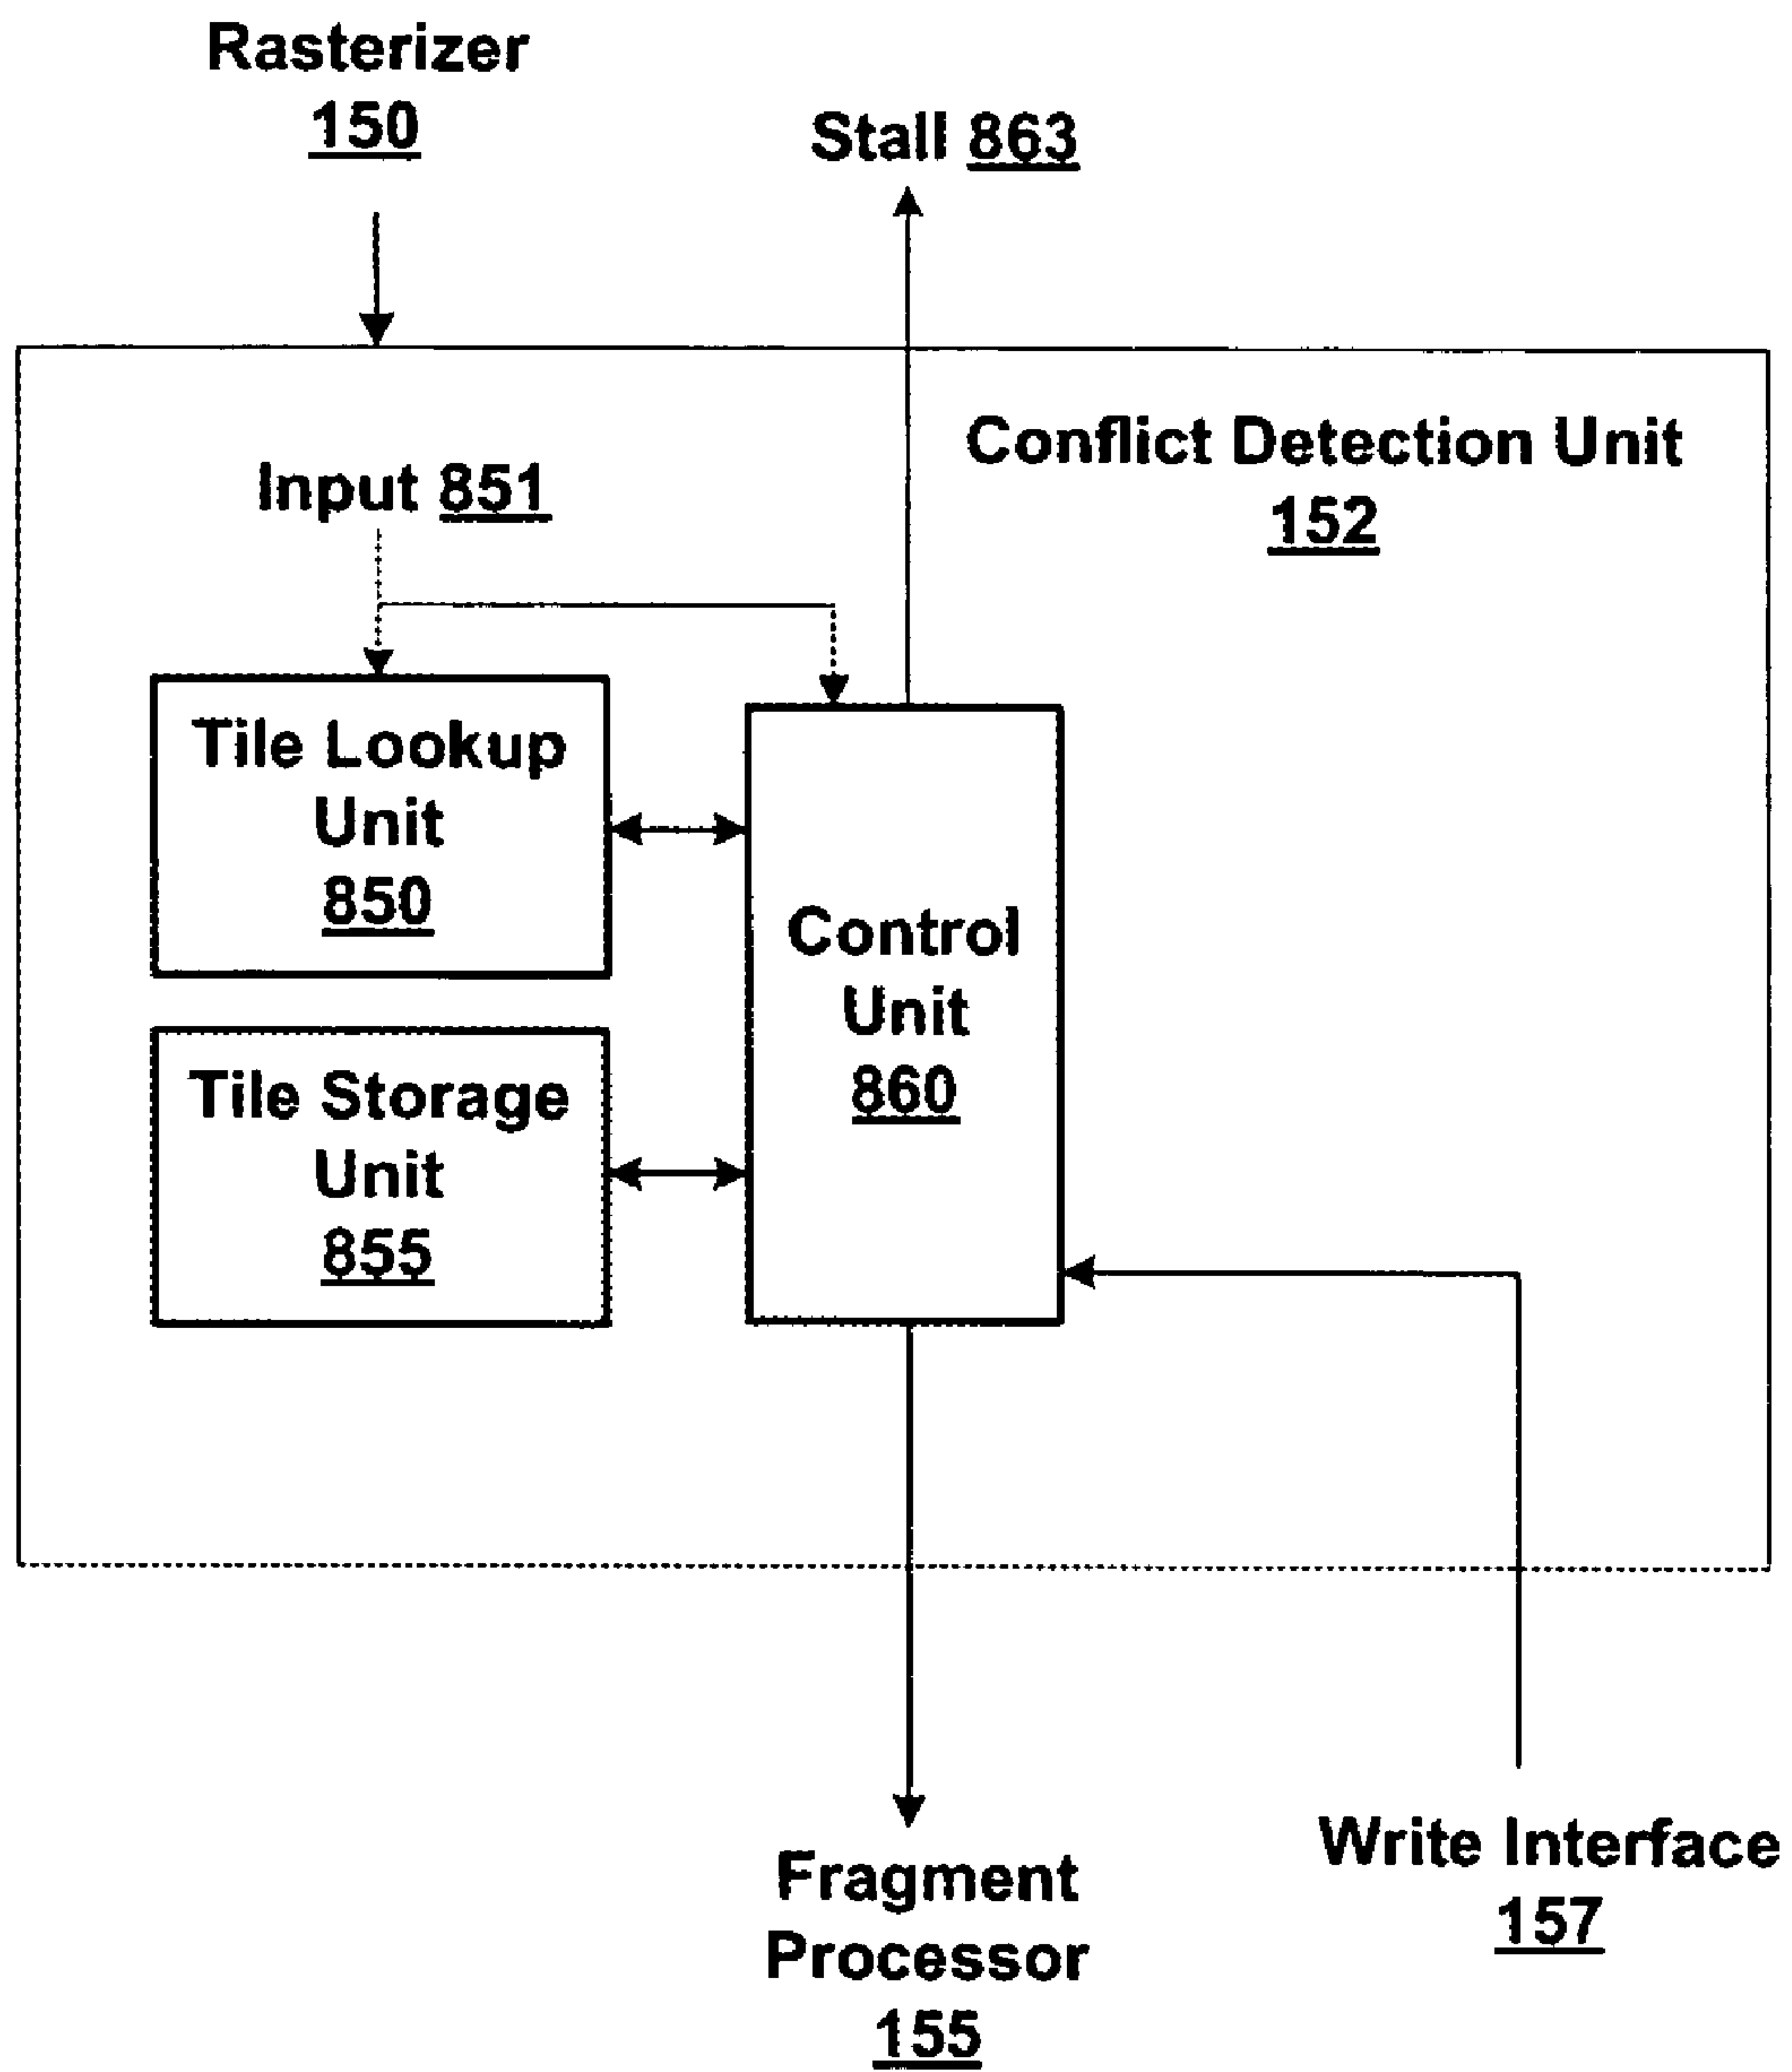 Rasterizer
150
Stall 863
Conflict Detection Unit
152
Input 851
Tile Lookup
Unit
850
Control
Unit
860
Tile Storage
Unit
855
Fragment
Processor
155
Write Interface
157